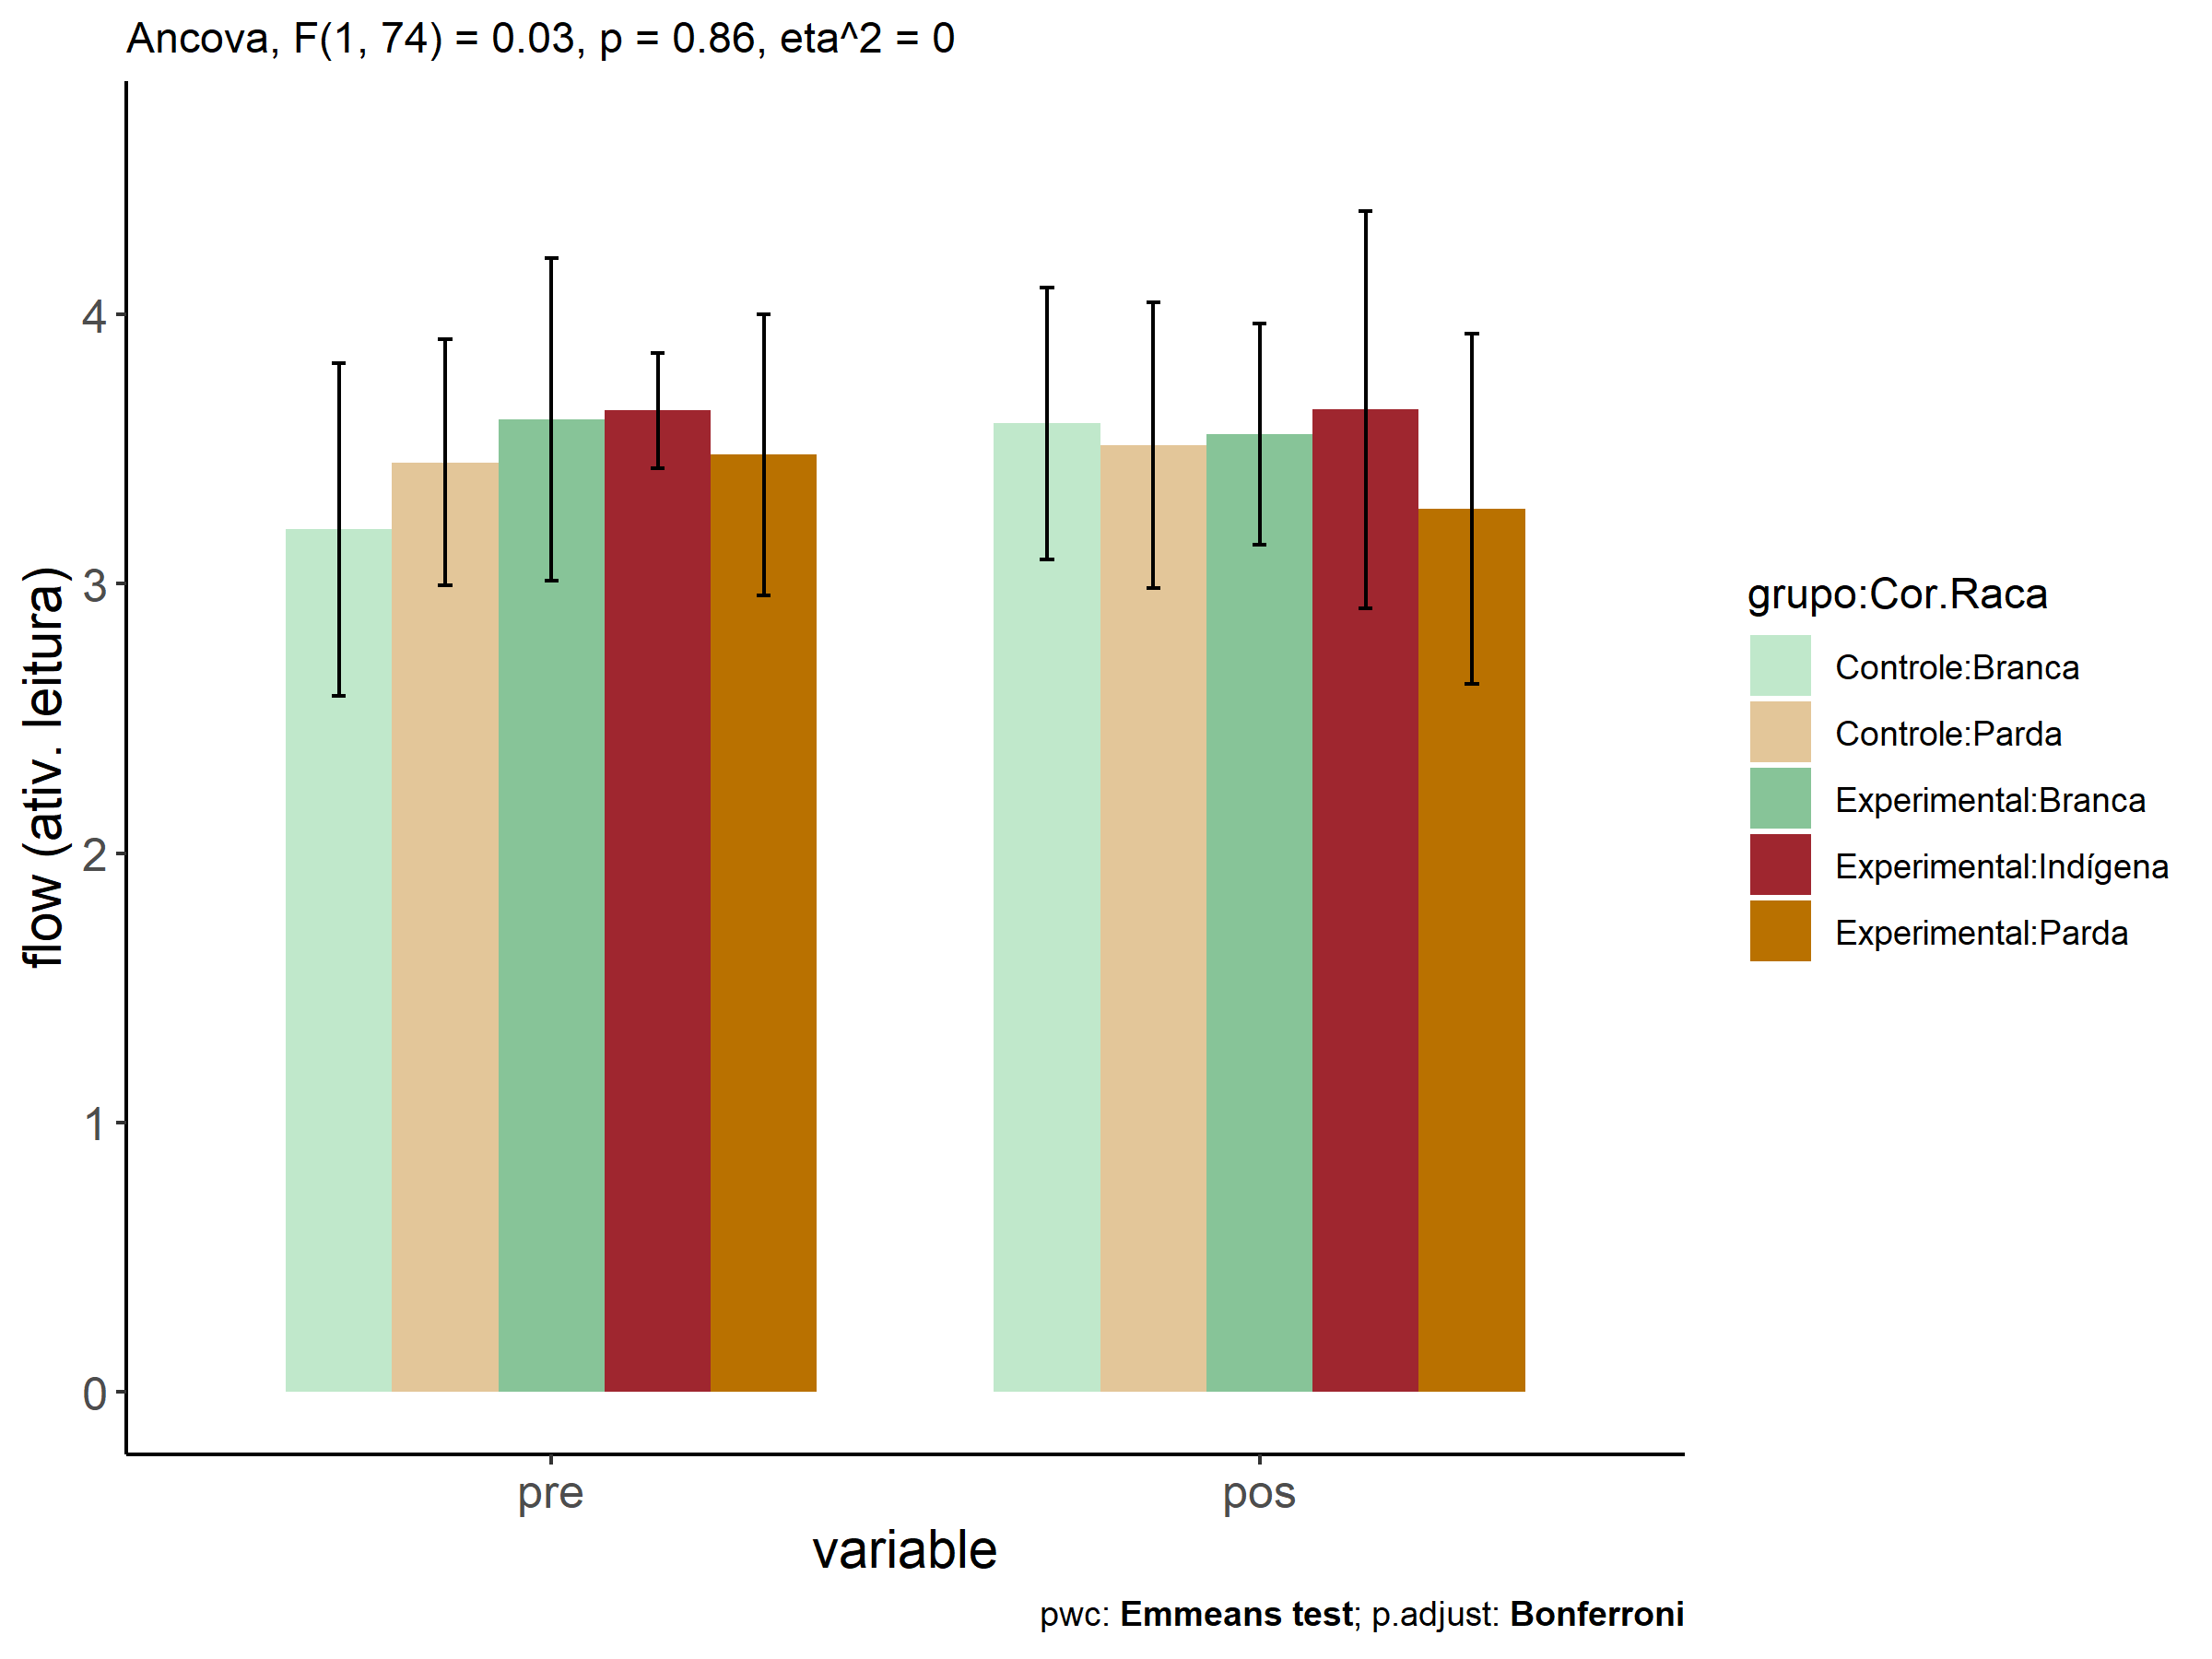 Ancova, F(1, 74) = 0.03, p = 0.86, eta^2 = 0
flow (ativ. leitura)
4
3
2
1
0
pre
pos
variable
grupo:Cor.Raca
Controle:Branca
Controle:Parda
Experimental:Branca
Experimental:Indígena
Experimental:Parda
pwc: Emmeans test; p.adjust: Bonferroni